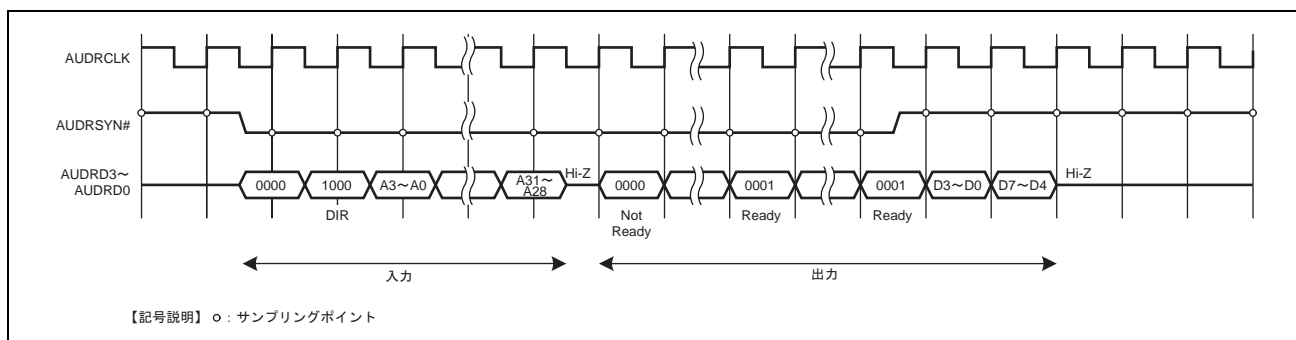 AUDRCLK
AUDRSYN#
AUDRD3～
AUDRD0
0000
1000
A3～A0
A31～
A28
Hi-Z
0000
0001
0001
D3～D0
D7～D4
Hi-Z
DIR
Not
Ready
Ready
Ready
入力
出力
【記号説明】 ○：サンプリングポイント